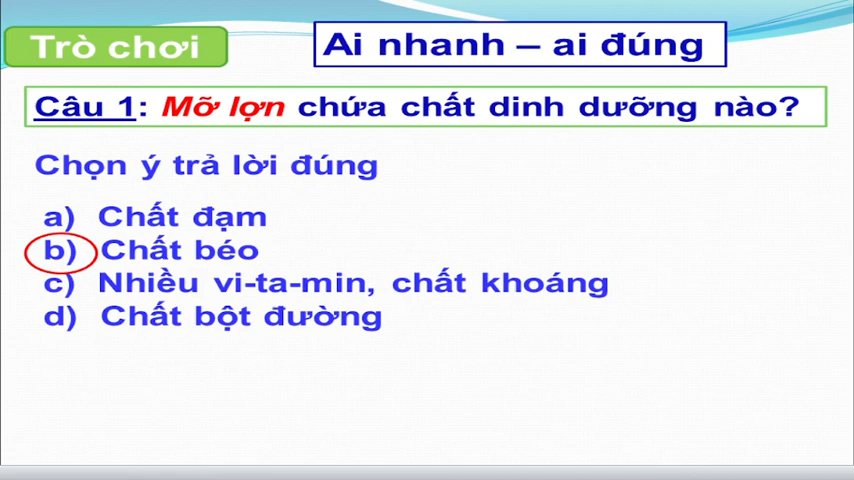 Trò chơi
Ai nhanh – ai đúng
Câu 1: Mỡ lợn chứa chất dinh dưỡng nào?
Chọn ý trả lời đúng
a) Chất đạm
b) Chất béo
c) Nhiều vi-ta-min, chất khoáng
d) Chất bột đường